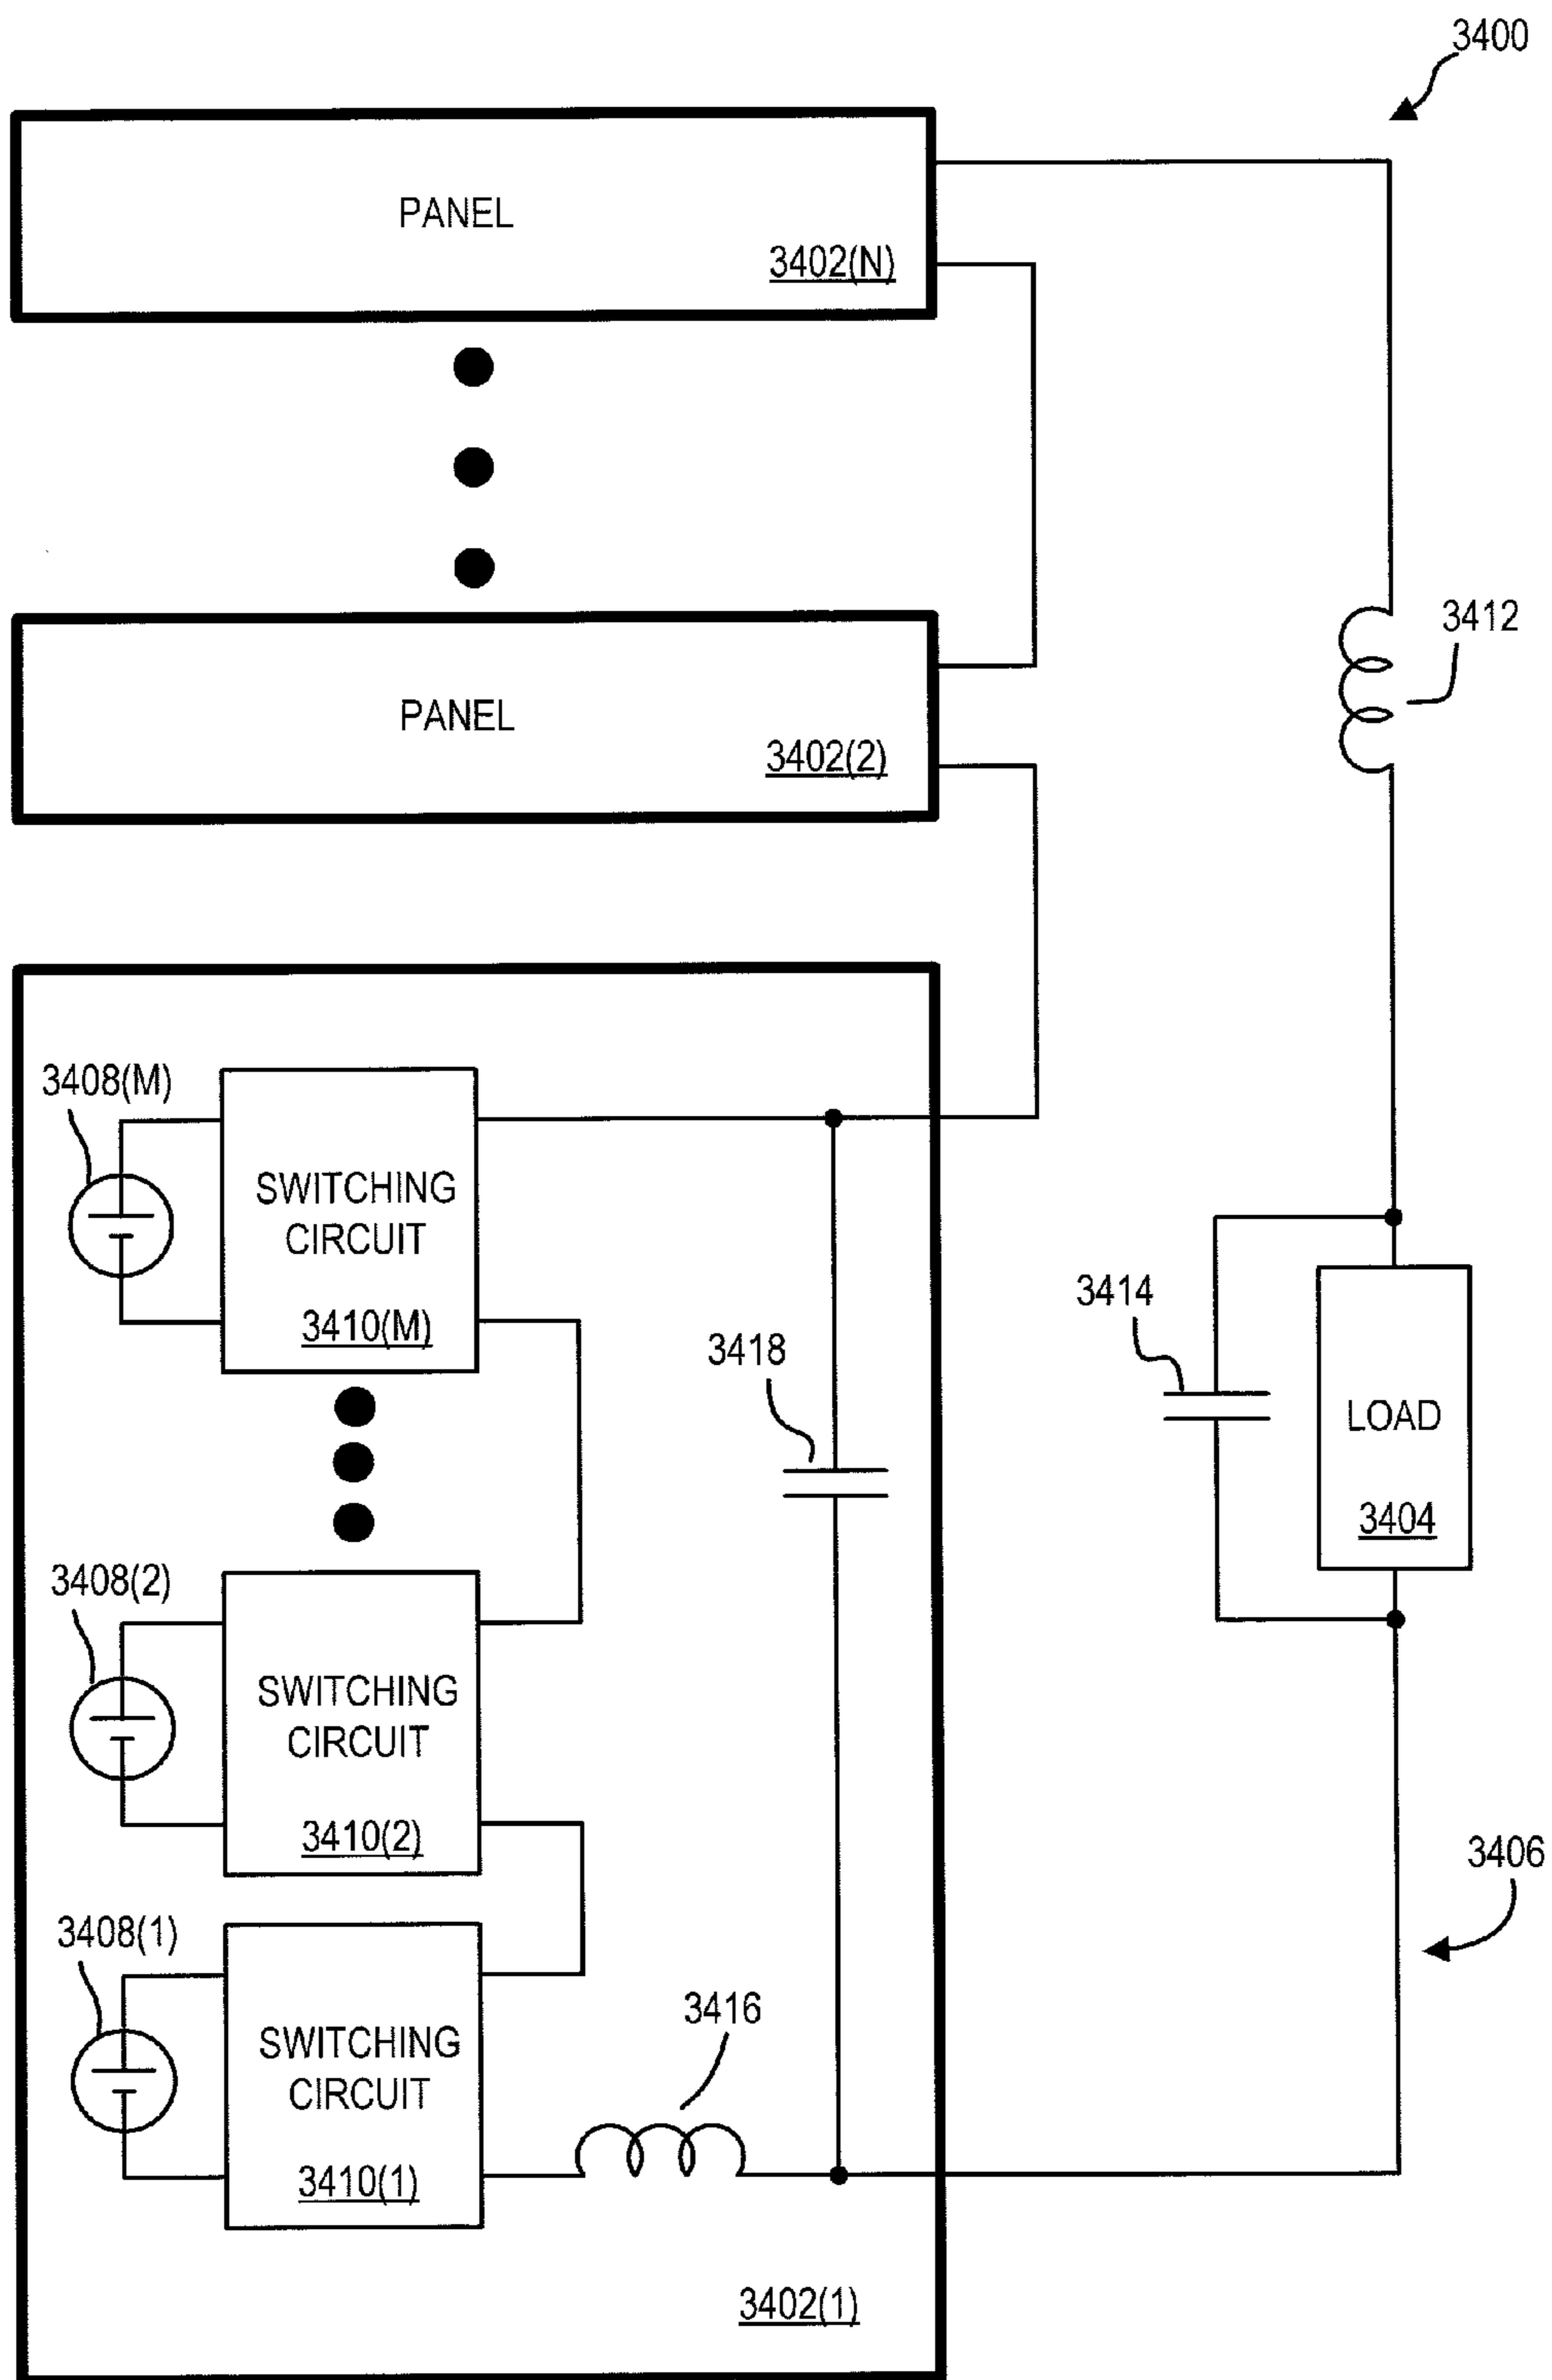 3400
PANEL
3402(N)
3412
PANEL
3402(2)
3408(M)
SWITCHING
CIRCUIT
3410(M)
3418
3414
LOAD
3404
3408(2)
SWITCHING
CIRCUIT
3410(2)
3406
3408(1)
SWITCHING
CIRCUIT
3410(1)
3416
3402(1)